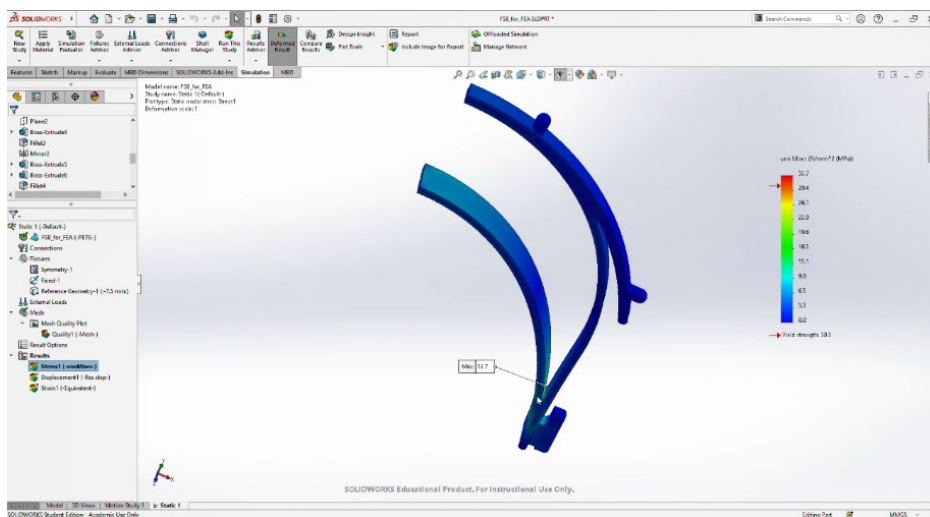 SOLIDWORKS
FSB_for_FEA.SLDPRT *
Search Commands
New Study
Apply Material
Simulation Evaluator
Fixtures Advisor
External Loads Advisor
Connections Advisor
Shell Manager
Run This Study
Results Advisor
Deformed Result
Compare Results
Design Insight
Plot Tools
Report
Include Image for Report
Offloaded Simulation
Manage Network
Features Sketch Markup Evaluate MBD Dimensions SOLIDWORKS Add-Ins Simulation MBD
Model name: FSB_for_FEA
Study name: Static 1(-Default-)
Plot type: Static nodal stress Stress1
Deformation scale: 1
Plane2
Boss-Extrude4
Fillet3
Mirror2
Boss-Extrude5
Boss-Extrude6
Fillet4
Static 1 (-Default-)
FSB_for_FEA (-PETG-)
Connections
Fixtures
Symmetry-1
Fixed-1
Reference Geometry-1 (-7.5 mm:)
External Loads
Mesh
Mesh Quality Plot
Quality1 (-Mesh-)
Result Options
Results
Stress1 (-vonMises-)
Displacement1 (-Res disp-)
Strain1 (-Equivalent-)
von Mises (N/mm^2 (MPa))
32.7
29.4
26.1
22.9
19.6
16.3
13.1
9.8
6.5
3.3
0.0
Yield strength:
Max:
SOLIDWORKS Educational Product. For Instructional Use Only.
Model 3D Views Motion Study 1 Static 1
SOLIDWORKS Student Edition - Academic Use Only
Editing Part
MMGS